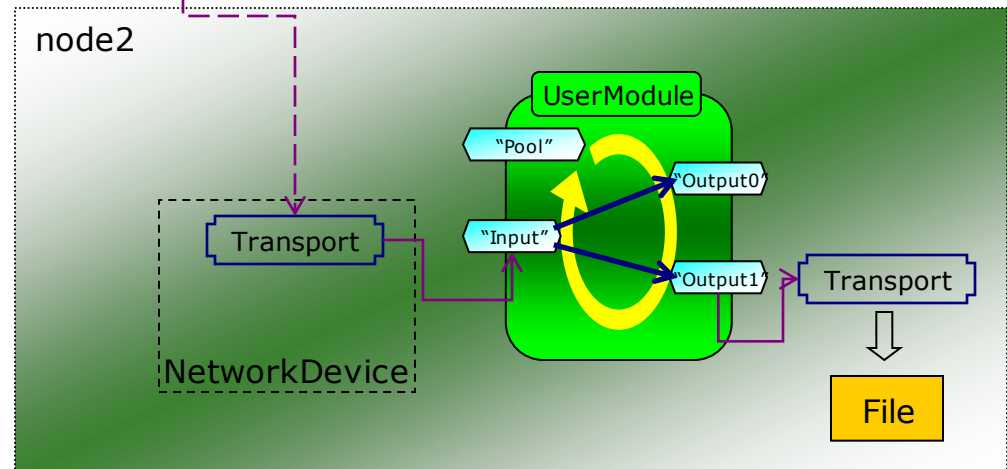 node2
UserModule
“Pool”
“Output0”
Transport
“Input”
“Output1”
Transport
NetworkDevice
File